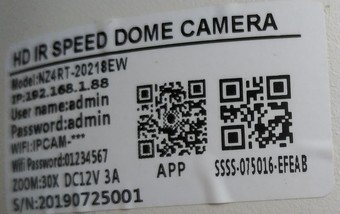 HD IR SPEED DOME CAMERA
Model:NZ4RT-20218EW
IP:192.168.1.88
User name:admin
Password:admin
WIFI:IPCAM-***
Wifi Password:01234567
ZOOM:30X DC12V 3A
S/N:20190725001
APP
SSSS-075016-EFEAB